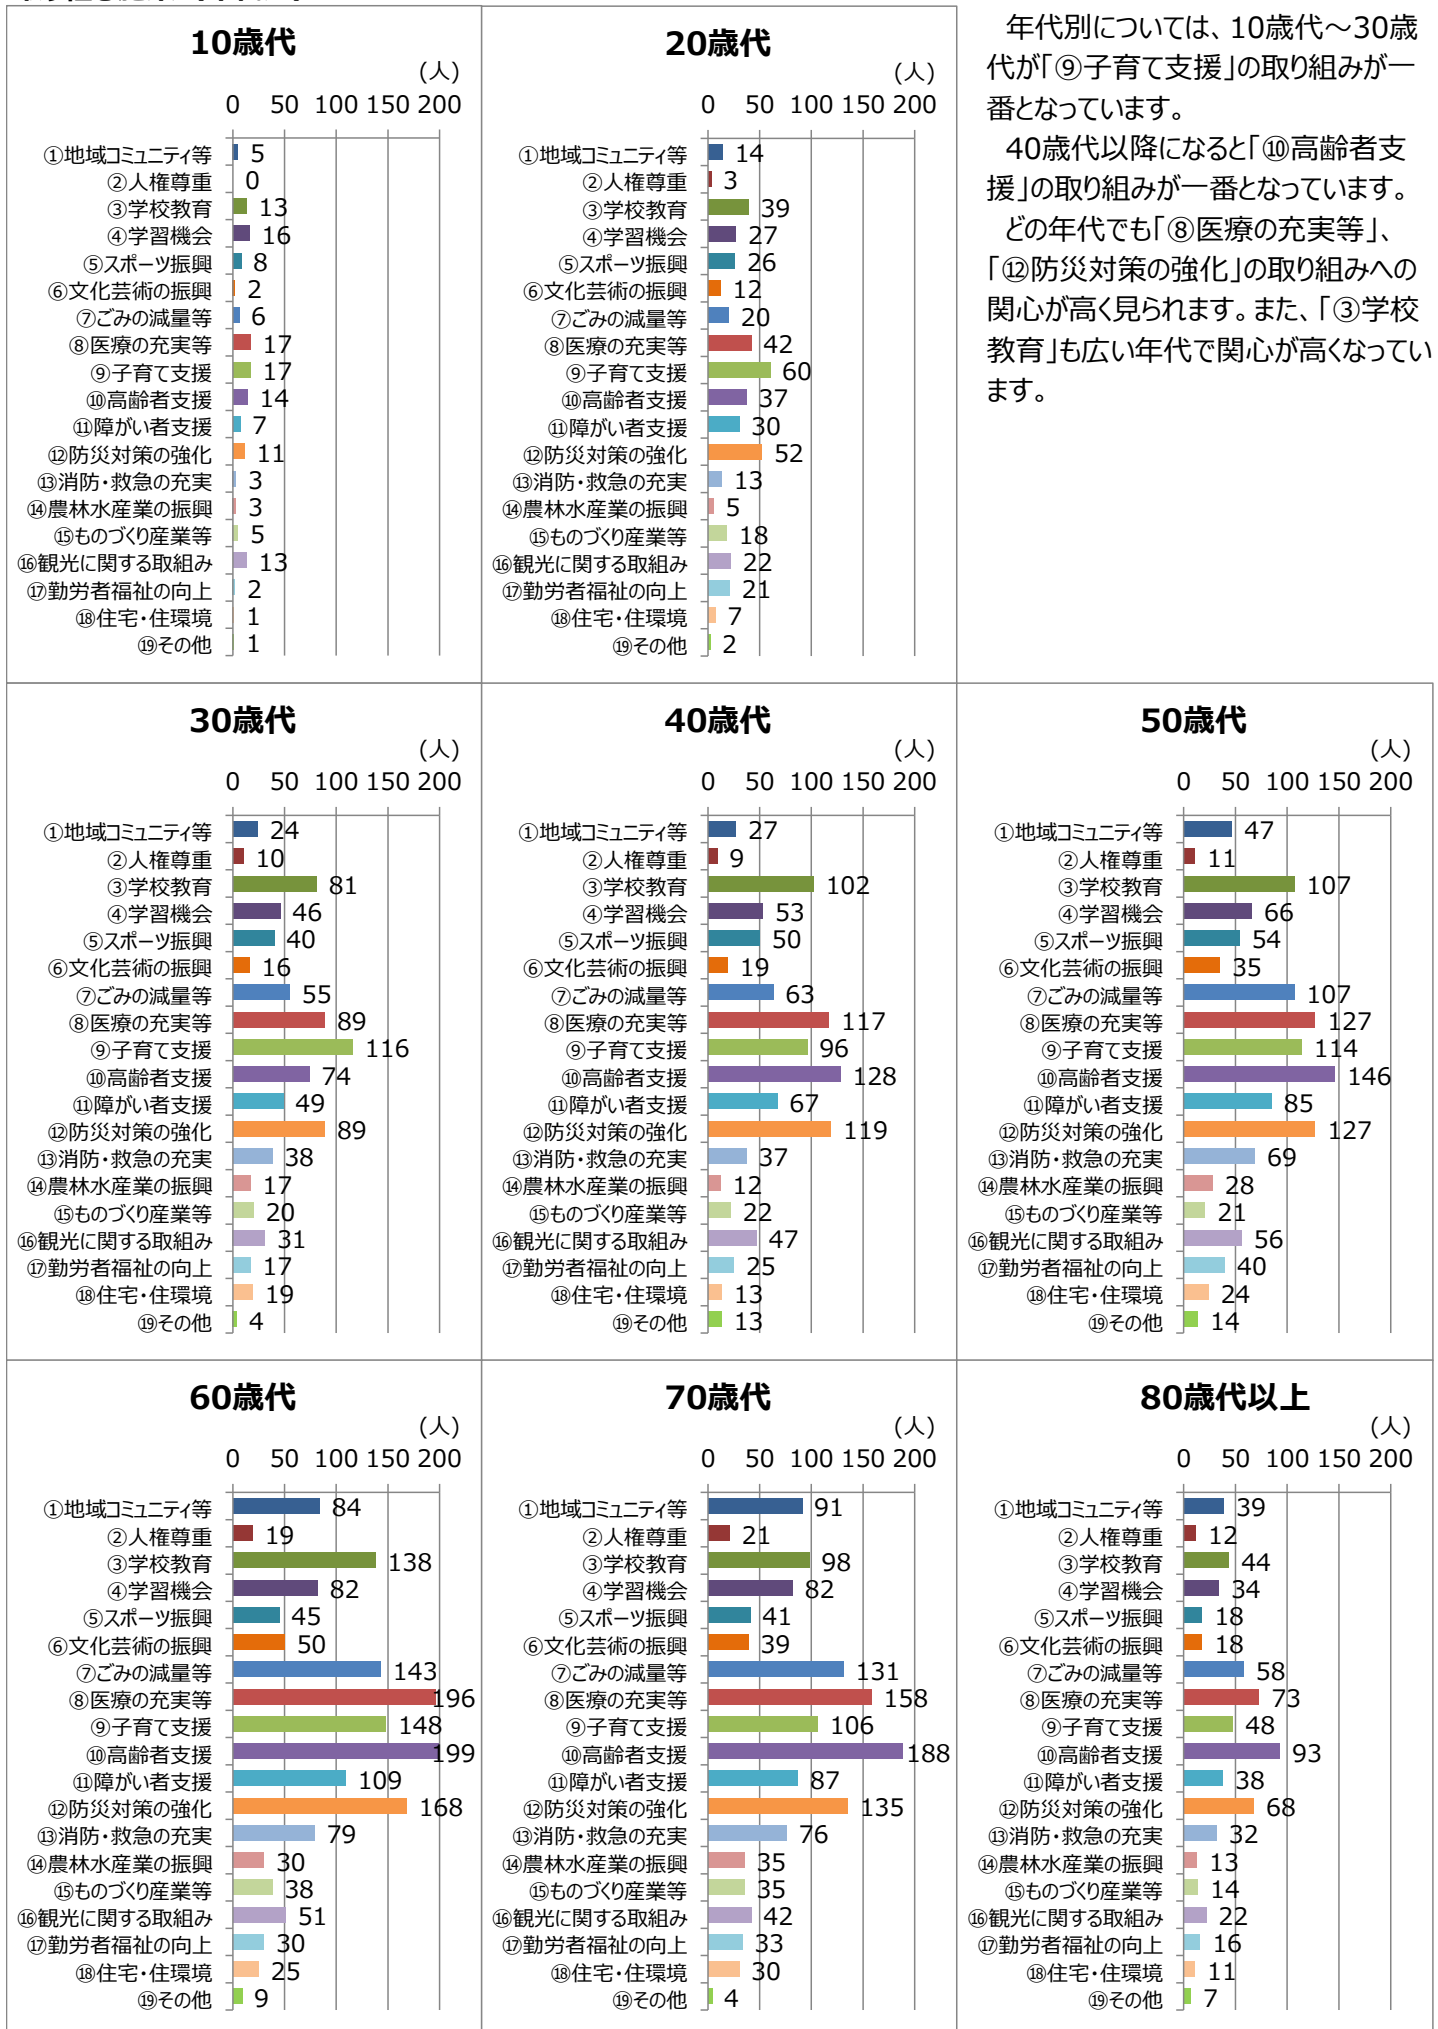 10歳代
(人)
0 50 100 150 200
①地域コミュニティ等 5
②人権尊重 0
③学校教育 13
④学習機会 16
⑤スポーツ振興 8
⑥文化芸術の振興 2
⑦ごみの減量等 6
⑧医療の充実等 17
⑨子育て支援 17
⑩高齢者支援 14
⑪障がい者支援 7
⑫防災対策の強化 11
⑬消防・救急の充実 3
⑭農林水産業の振興 3
⑮ものづくり産業等 5
⑯観光に関する取組み 13
⑰勤労者福祉の向上 2
⑱住宅・住環境 1
⑲その他 1
20歳代
(人)
0 50 100 150 200
①地域コミュニティ等 14
②人権尊重 3
③学校教育 39
④学習機会 27
⑤スポーツ振興 26
⑥文化芸術の振興 12
⑦ごみの減量等 20
⑧医療の充実等 42
⑨子育て支援 60
⑩高齢者支援 37
⑪障がい者支援 30
⑫防災対策の強化 52
⑬消防・救急の充実 13
⑭農林水産業の振興 5
⑮ものづくり産業等 18
⑯観光に関する取組み 22
⑰勤労者福祉の向上 21
⑱住宅・住環境 7
⑲その他 2
年代別については、10歳代～30歳
代が「⑨子育て支援」の取り組みが一
番となっています。
40歳代以降になると「⑩高齢者支
援」の取り組みが一番となっています。
どの年代でも「⑧医療の充実等」、
「⑫防災対策の強化」の取り組みへの
関心が高く見られます。また、「③学校
教育」も広い年代で関心が高くなってい
ます。
30歳代
(人)
0 50 100 150 200
①地域コミュニティ等 24
②人権尊重 10
③学校教育 81
④学習機会 46
⑤スポーツ振興 40
⑥文化芸術の振興 16
⑦ごみの減量等 55
⑧医療の充実等 89
⑨子育て支援 116
⑩高齢者支援 74
⑪障がい者支援 49
⑫防災対策の強化 89
⑬消防・救急の充実 38
⑭農林水産業の振興 17
⑮ものづくり産業等 20
⑯観光に関する取組み 31
⑰勤労者福祉の向上 17
⑱住宅・住環境 19
⑲その他 4
40歳代
(人)
0 50 100 150 200
①地域コミュニティ等 27
②人権尊重 9
③学校教育 102
④学習機会 53
⑤スポーツ振興 50
⑥文化芸術の振興 19
⑦ごみの減量等 63
⑧医療の充実等 117
⑨子育て支援 96
⑩高齢者支援 128
⑪障がい者支援 67
⑫防災対策の強化 119
⑬消防・救急の充実 37
⑭農林水産業の振興 12
⑮ものづくり産業等 22
⑯観光に関する取組み 47
⑰勤労者福祉の向上 25
⑱住宅・住環境 13
⑲その他 13
50歳代
(人)
0 50 100 150 200
①地域コミュニティ等 47
②人権尊重 11
③学校教育 107
④学習機会 66
⑤スポーツ振興 54
⑥文化芸術の振興 35
⑦ごみの減量等 107
⑧医療の充実等 127
⑨子育て支援 114
⑩高齢者支援 146
⑪障がい者支援 85
⑫防災対策の強化 127
⑬消防・救急の充実 69
⑭農林水産業の振興 28
⑮ものづくり産業等 21
⑯観光に関する取組み 56
⑰勤労者福祉の向上 40
⑱住宅・住環境 24
⑲その他 14
60歳代
(人)
0 50 100 150 200
①地域コミュニティ等 84
②人権尊重 19
③学校教育 138
④学習機会 82
⑤スポーツ振興 45
⑥文化芸術の振興 50
⑦ごみの減量等 143
⑧医療の充実等 196
⑨子育て支援 148
⑩高齢者支援 199
⑪障がい者支援 109
⑫防災対策の強化 168
⑬消防・救急の充実 79
⑭農林水産業の振興 30
⑮ものづくり産業等 38
⑯観光に関する取組み 51
⑰勤労者福祉の向上 30
⑱住宅・住環境 25
⑲その他 9
70歳代
(人)
0 50 100 150 200
①地域コミュニティ等 91
②人権尊重 21
③学校教育 98
④学習機会 82
⑤スポーツ振興 41
⑥文化芸術の振興 39
⑦ごみの減量等 131
⑧医療の充実等 158
⑨子育て支援 106
⑩高齢者支援 188
⑪障がい者支援 87
⑫防災対策の強化 135
⑬消防・救急の充実 76
⑭農林水産業の振興 35
⑮ものづくり産業等 35
⑯観光に関する取組み 42
⑰勤労者福祉の向上 33
⑱住宅・住環境 30
⑲その他 4
80歳代以上
(人)
0 50 100 150 200
①地域コミュニティ等 39
②人権尊重 12
③学校教育 44
④学習機会 34
⑤スポーツ振興 18
⑥文化芸術の振興 18
⑦ごみの減量等 58
⑧医療の充実等 73
⑨子育て支援 48
⑩高齢者支援 93
⑪障がい者支援 38
⑫防災対策の強化 68
⑬消防・救急の充実 32
⑭農林水産業の振興 13
⑮ものづくり産業等 14
⑯観光に関する取組み 22
⑰勤労者福祉の向上 16
⑱住宅・住環境 11
⑲その他 7